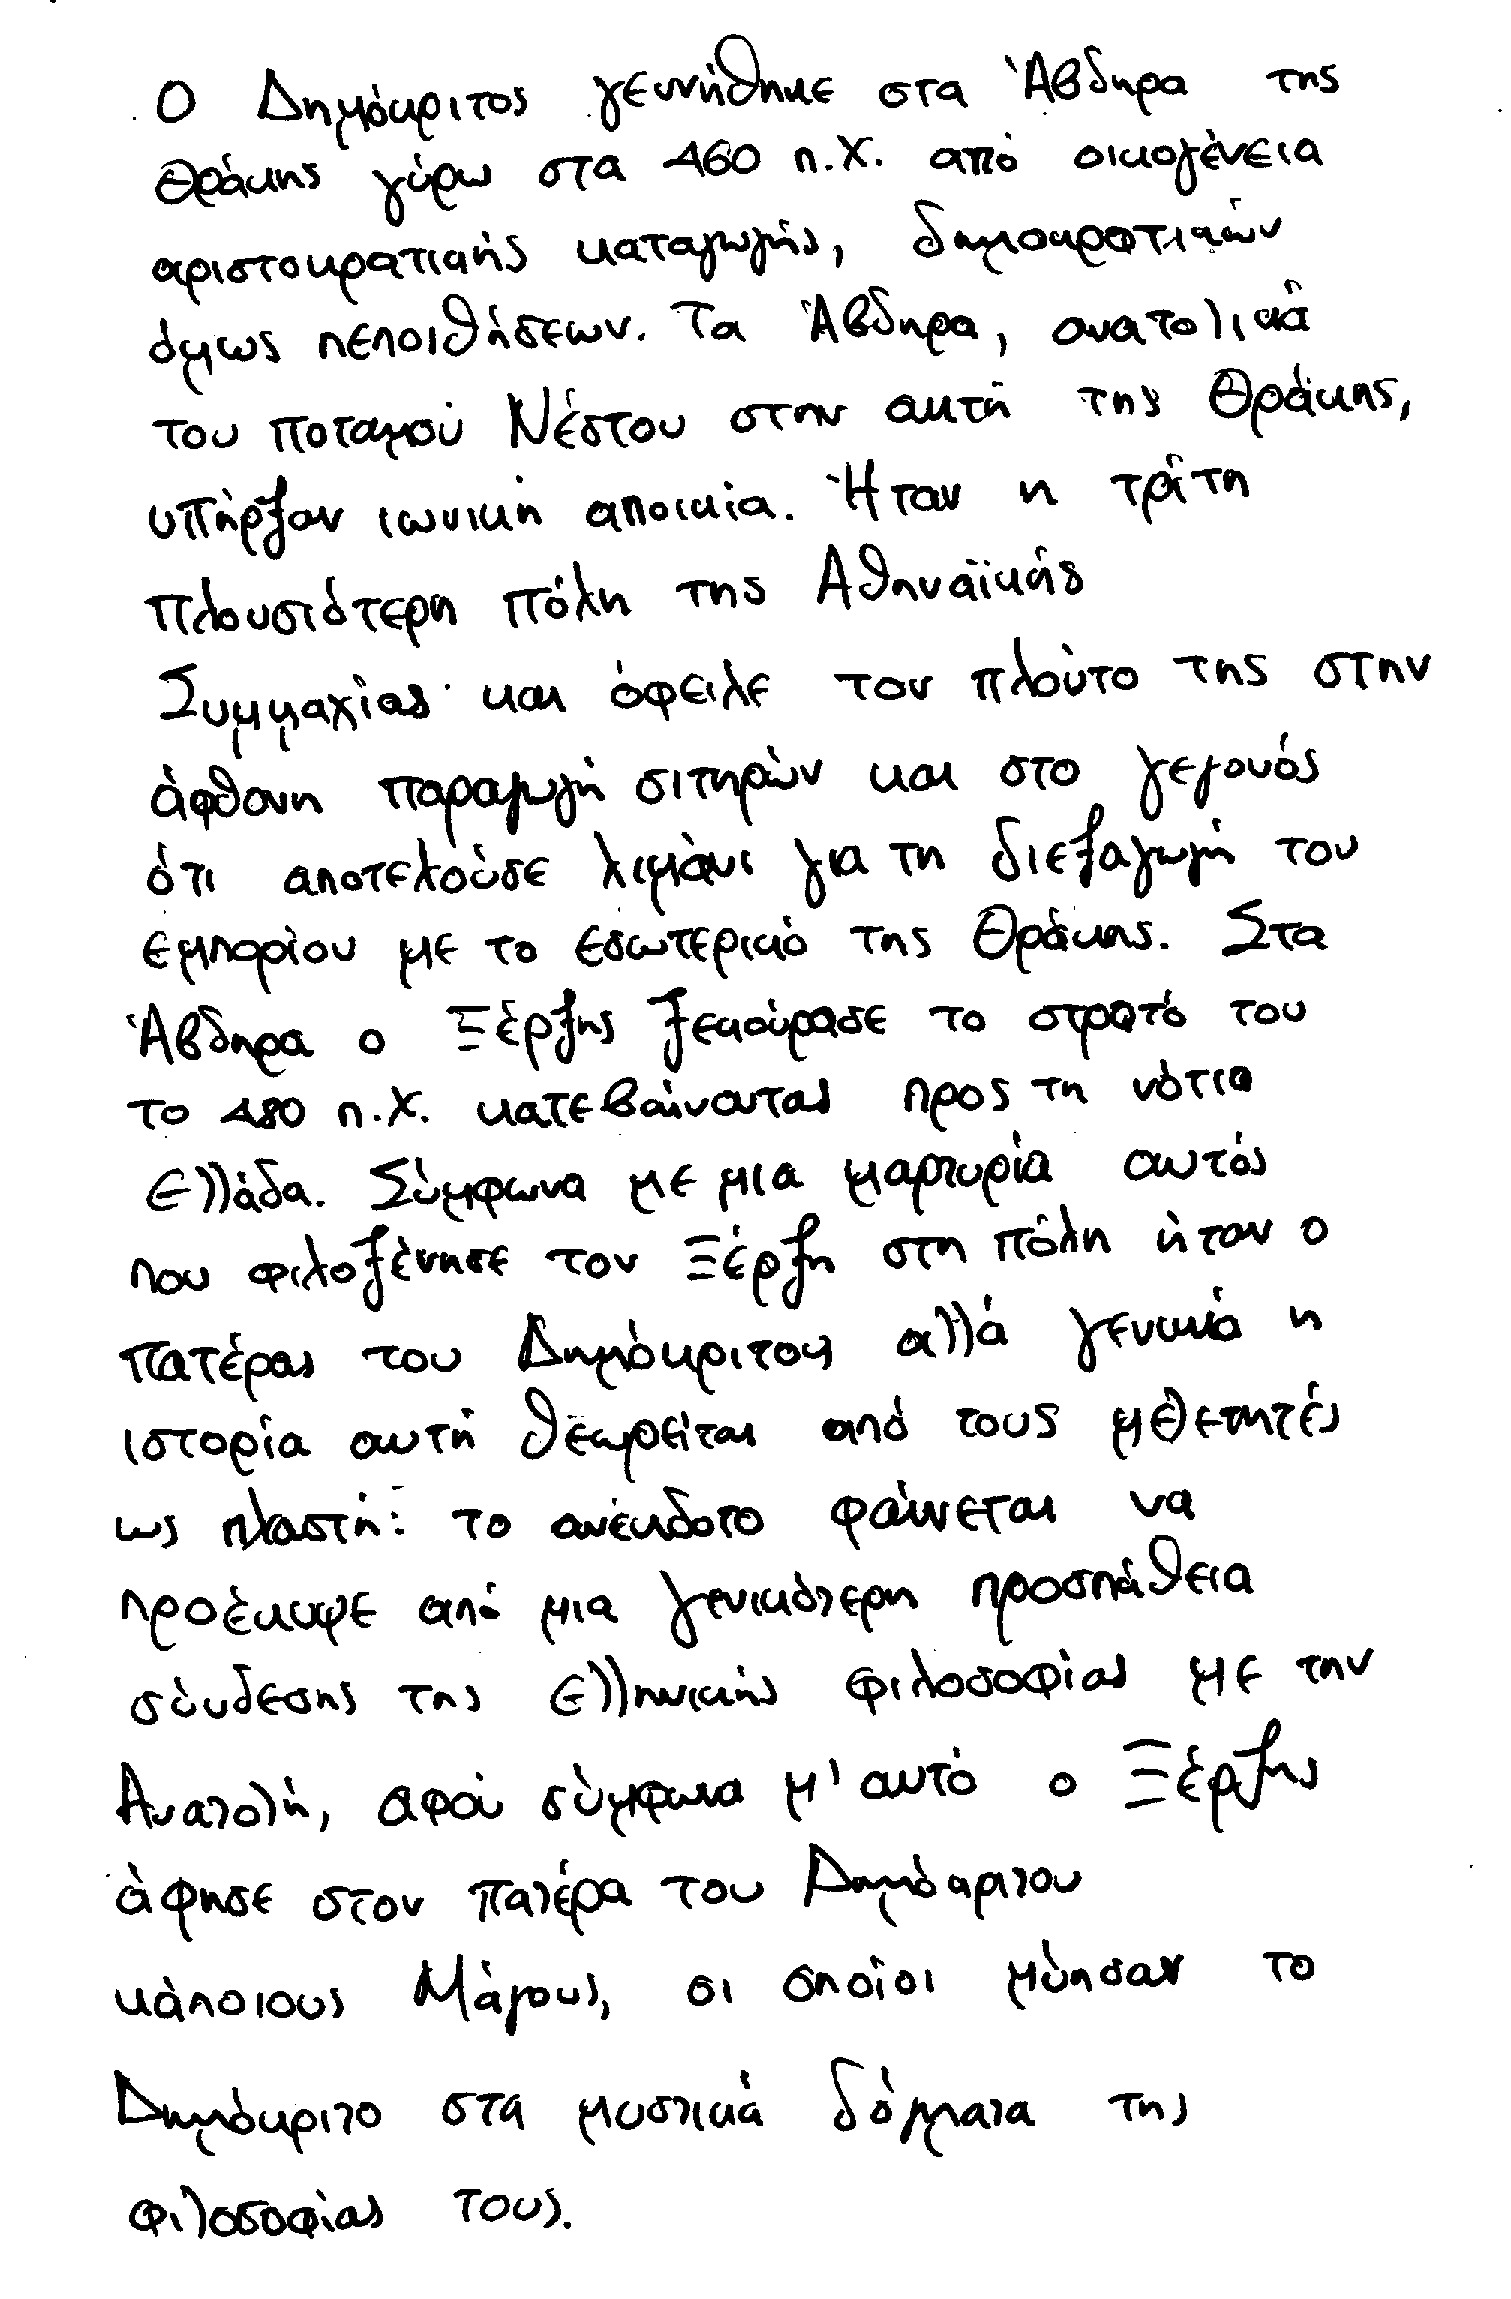 Ο Δημόκριτος γεννήθηκε στα Άβδηρα της
Θράκης γύρω στα 460 π.Χ. από οικογένεια
αριστοκρατικής καταγωγής, δημοκρατικών
όμως πεποιθήσεων. Τα Άβδηρα, ανατολικά
του ποταμού Νέστου στην ακτή της Θράκης,
υπήρξαν ιωνική αποικία. Ήταν η τρίτη
πλουσιότερη πόλη της Αθηναϊκής
Συμμαχίας και όφειλε τον πλούτο της στην
άφθονη παραγωγή σιτηρών και στο γεγονός
ότι αποτελούσε λιμάνι για τη διεξαγωγή του
εμπορίου με το εσωτερικό της Θράκης. Στα
Άβδηρα ο Ξέρξης ξεκούρασε το στρατό του
το 480 π.Χ. κατεβαίνοντας προς τη νότια
Ελλάδα. Σύμφωνα με μια μαρτυρία αυτός
που φιλοξένησε τον Ξέρξη στη πόλη ήταν ο
πατέρας του Δημόκριτου αλλά γενικά η
ιστορία αυτή θεωρείται από τους
ως πλαστή: το ανέκδοτο φαίνεται να
προέκυψε από μια γενικότερη προσπάθεια
σύνδεσης της Ελληνικής φιλοσοφίας με την
Ανατολή, αφού σύμφωνα μ' αυτό ο Ξέρξης
άφησε στον πατέρα του Δημόκριτου
κάποιους Μάγους, οι οποίοι μύησαν το
Δημόκριτο στα μυστικά δόγματα της
φιλοσοφίας τους.